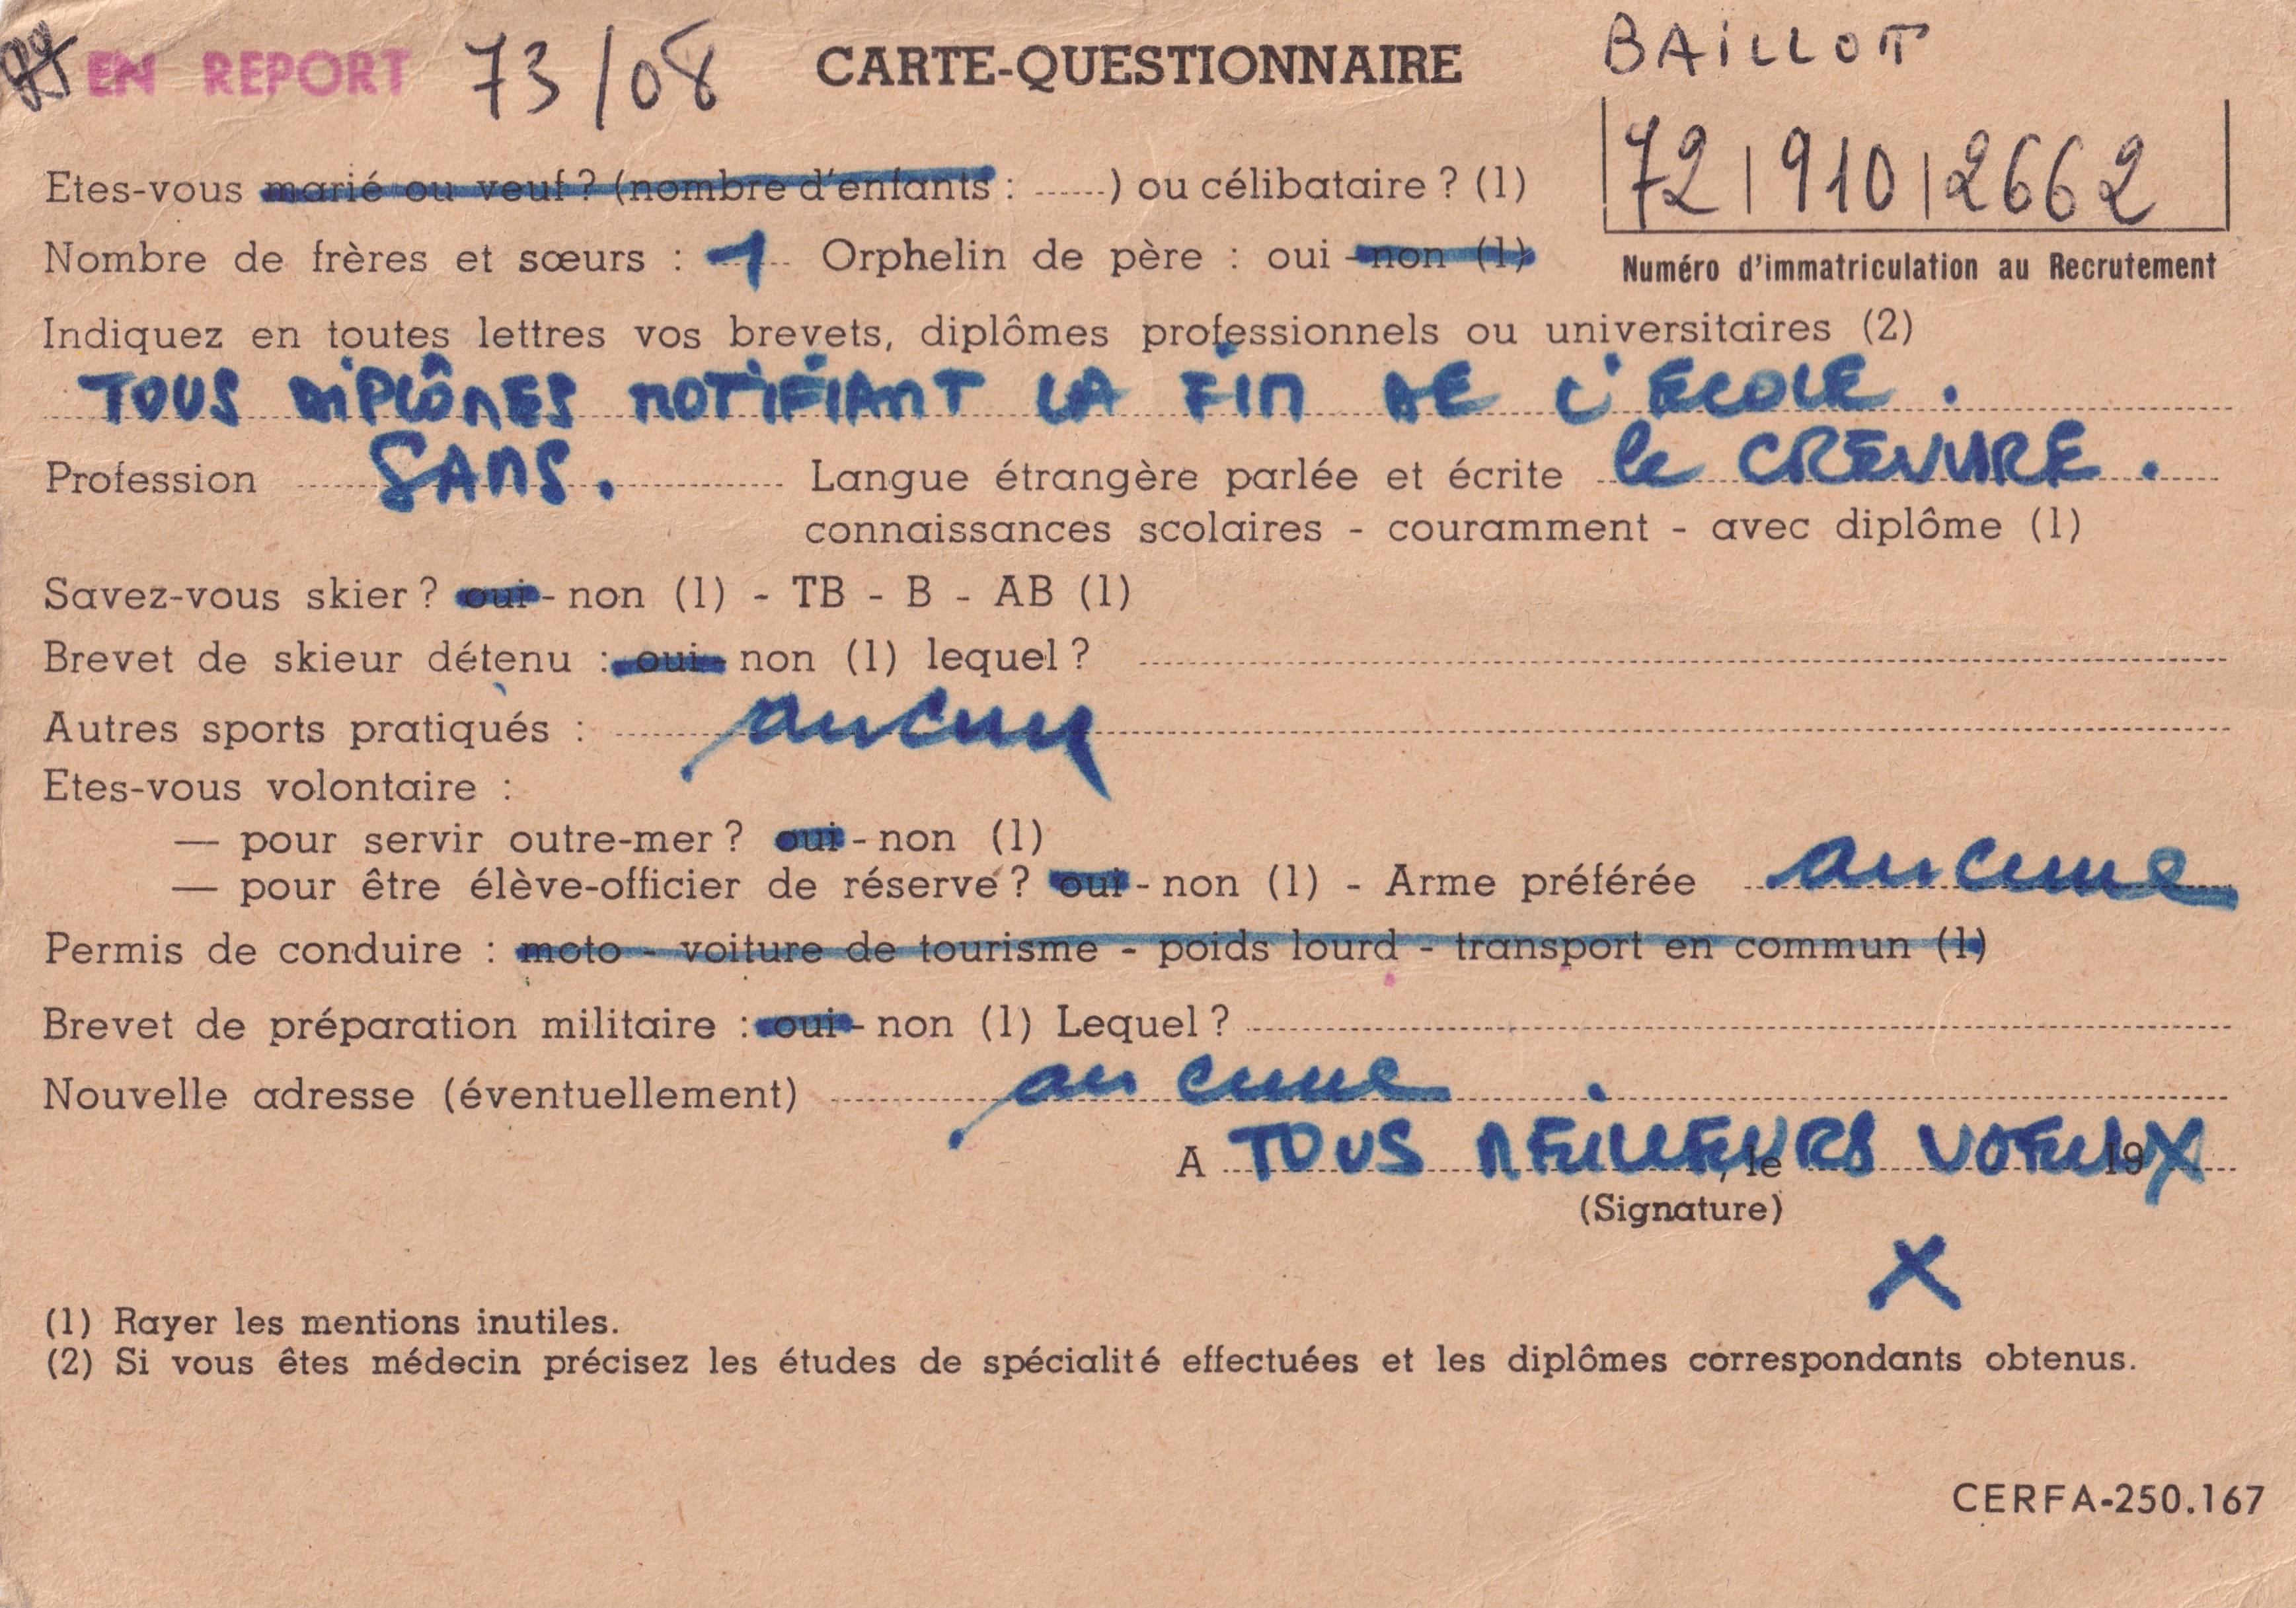 EN REPORT 73/08 CARTE-QUESTIONNAIRE BAILLOT
72 | 910 | 2662
Numéro d'immatriculation au Recrutement
Etes-vous marié ou veuf ? (nombre d'enfants : ......) ou célibataire ? (1)
Nombre de frères et sœurs : 1 Orphelin de père : oui - non (1)
Indiquez en toutes lettres vos brevets, diplômes professionnels ou universitaires (2)
TOUS DIPLÔMES NOTIFIANT LA FIN DE L'ÉCOLE.
Profession SANS. Langue étrangère parlée et écrite le CREVURE.
connaissances scolaires - couramment - avec diplôme (1)
Savez-vous skier ? oui - non (1) - TB - B - AB (1)
Brevet de skieur détenu : oui - non (1) lequel ?
Autres sports pratiqués : aucun
Etes-vous volontaire :
— pour servir outre-mer ? oui - non (1)
— pour être élève-officier de réserve ? oui - non (1) - Arme préférée aucune
Permis de conduire : moto - voiture de tourisme - poids lourd - transport en commun (1)
Brevet de préparation militaire : oui - non (1) Lequel ?
Nouvelle adresse (éventuellement) aucune.
A TOUS MEILLEURS VOEUX , le 19
(Signature)
X
(1) Rayer les mentions inutiles.
(2) Si vous êtes médecin précisez les études de spécialité effectuées et les diplômes correspondants obtenus.
CERFA-250.167